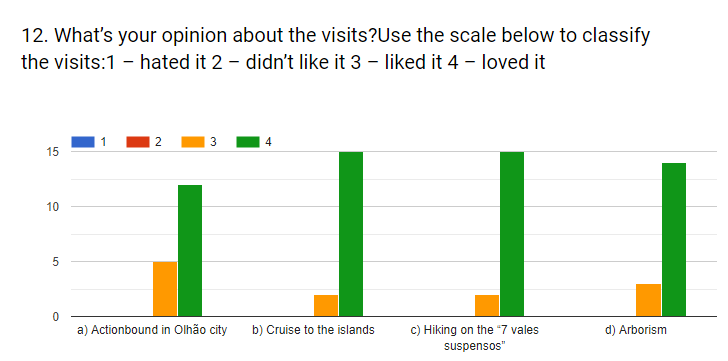 12. What’s your opinion about the visits?Use the scale below to classify
the visits:1 – hated it 2 – didn’t like it 3 – liked it 4 – loved it
1 2 3 4
15
10
5
0
a) Actionbound in Olhão city b) Cruise to the islands c) Hiking on the “7 vales d) Arborism
suspensos”